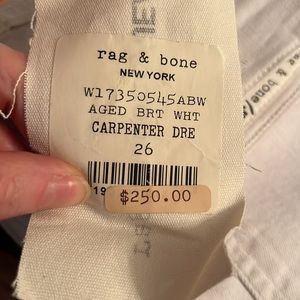 rag & bone
NEW YORK
W17350545ABW
AGED BRT WHT
CARPENTER DRE
26
$250.00